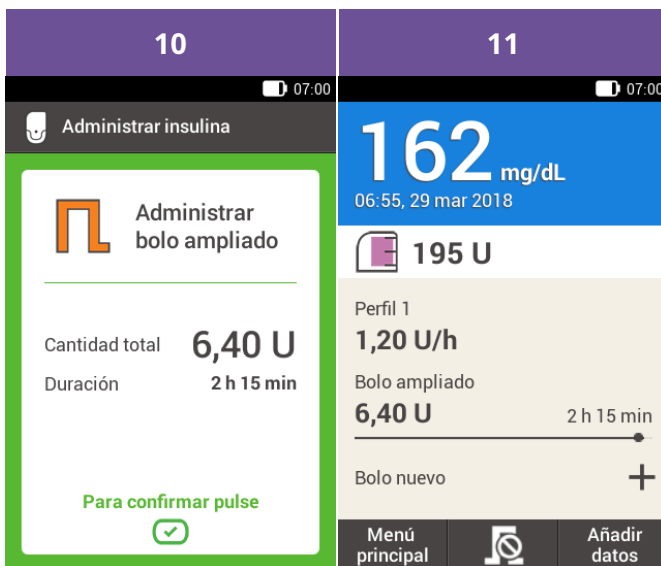 10
07:00
Administrar insulina
Administrar
bolo ampliado
Cantidad total 6,40 U
Duración 2 h 15 min
Para confirmar pulse
11
07:00
162 mg/dL
06:55, 29 mar 2018
195 U
Perfil 1
1,20 U/h
Bolo ampliado
6,40 U 2 h 15 min
Bolo nuevo
Menú
principal
Añadir
datos